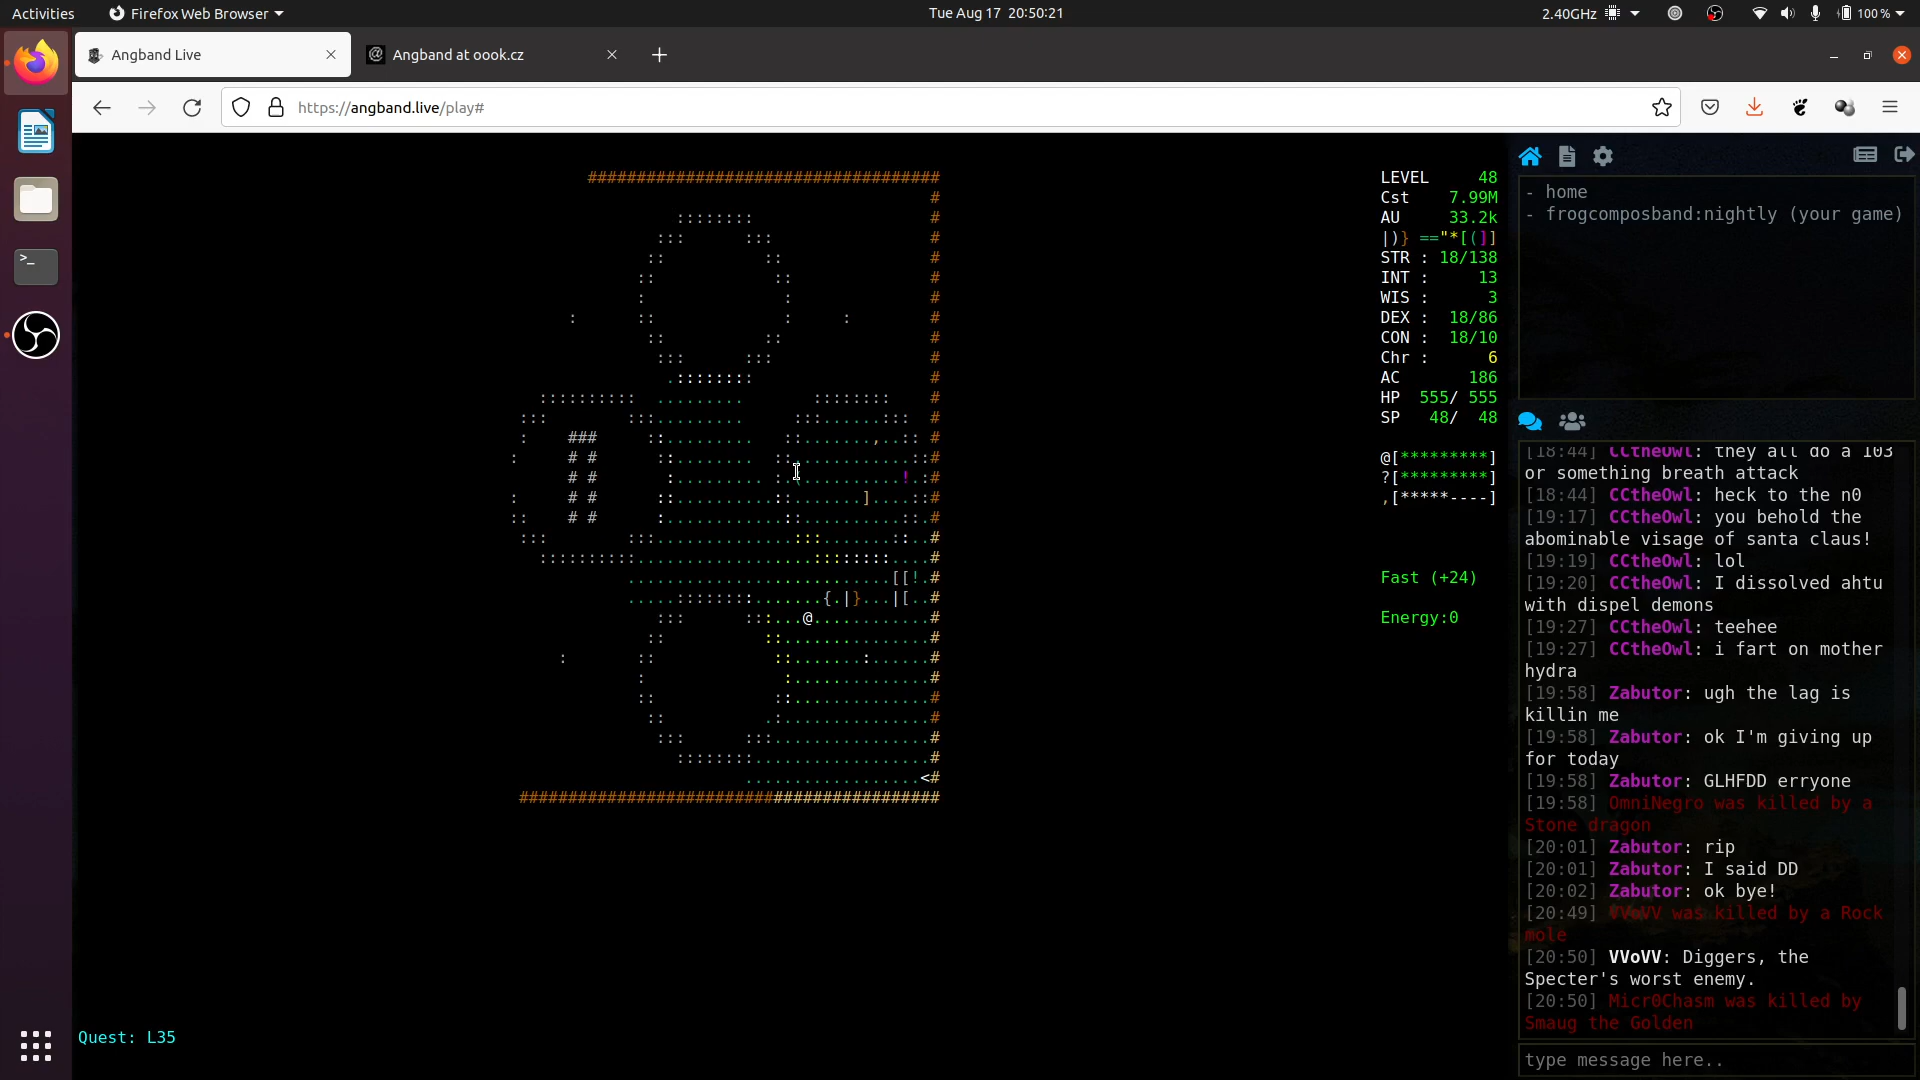 Activities
Firefox Web Browser
Tue Aug 17 20:50:21
2.40GHz
100 %
Angband Live
Angband at oook.cz
https://angband.live/play#
LEVEL 48
Cst 7.99M
AU 33.2k
|)} =="*[(]]
STR : 18/138
INT : 13
WIS : 3
DEX : 18/86
CON : 18/10
Chr : 6
AC 186
HP 555/ 555
SP 48/ 48
@[*********]
?[*********]
,[*****----]
Fast (+24)
Energy:0
Quest: L35
- home
- frogcomposband:nightly (your game)
[18:44] CCtheOwl: they all do a 103
or something breath attack
[18:44] CCtheOwl: heck to the n0
[19:17] CCtheOwl: you behold the
abominable visage of santa claus!
[19:19] CCtheOwl: lol
[19:20] CCtheOwl: I dissolved ahtu
with dispel demons
[19:27] CCtheOwl: teehee
[19:27] CCtheOwl: i fart on mother
hydra
[19:58] Zabutor: ugh the lag is
killin me
[19:58] Zabutor: ok I'm giving up
for today
[19:58] Zabutor: GLHFDD erryone
[19:58] OmniNegro was killed by a
Stone dragon
[20:01] Zabutor: rip
[20:01] Zabutor: I said DD
[20:02] Zabutor: ok bye!
[20:49] VVoVV was killed by a Rock
mole
[20:50] VVoVV: Diggers, the
Specter's worst enemy.
[20:50] Micr0Chasm was killed by
Smaug the Golden
type message here..